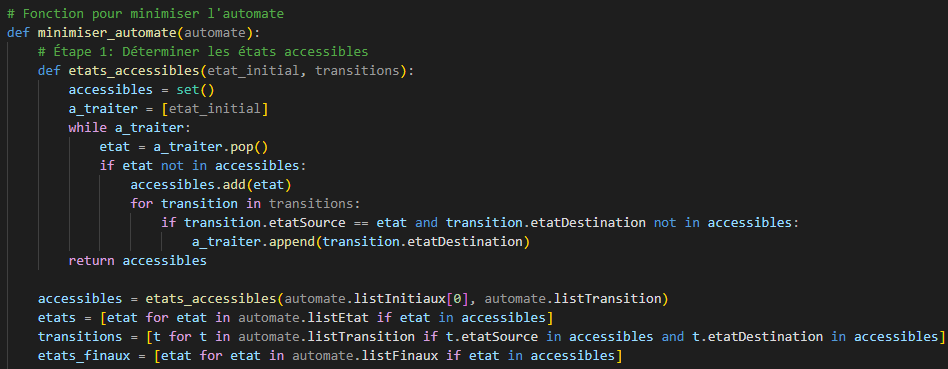 # Fonction pour minimiser l'automate
def minimiser_automate(automate):
    # Étape 1: Déterminer les états accessibles
    def etats_accessibles(etat_initial, transitions):
        accessibles = set()
        a_traiter = [etat_initial]
        while a_traiter:
            etat = a_traiter.pop()
            if etat not in accessibles:
                accessibles.add(etat)
                for transition in transitions:
                    if transition.etatSource == etat and transition.etatDestination not in accessibles:
                        a_traiter.append(transition.etatDestination)
        return accessibles

    accessibles = etats_accessibles(automate.listInitiaux[0], automate.listTransition)
    etats = [etat for etat in automate.listEtat if etat in accessibles]
    transitions = [t for t in automate.listTransition if t.etatSource in accessibles and t.etatDestination in accessibles]
    etats_finaux = [etat for etat in automate.listFinaux if etat in accessibles]